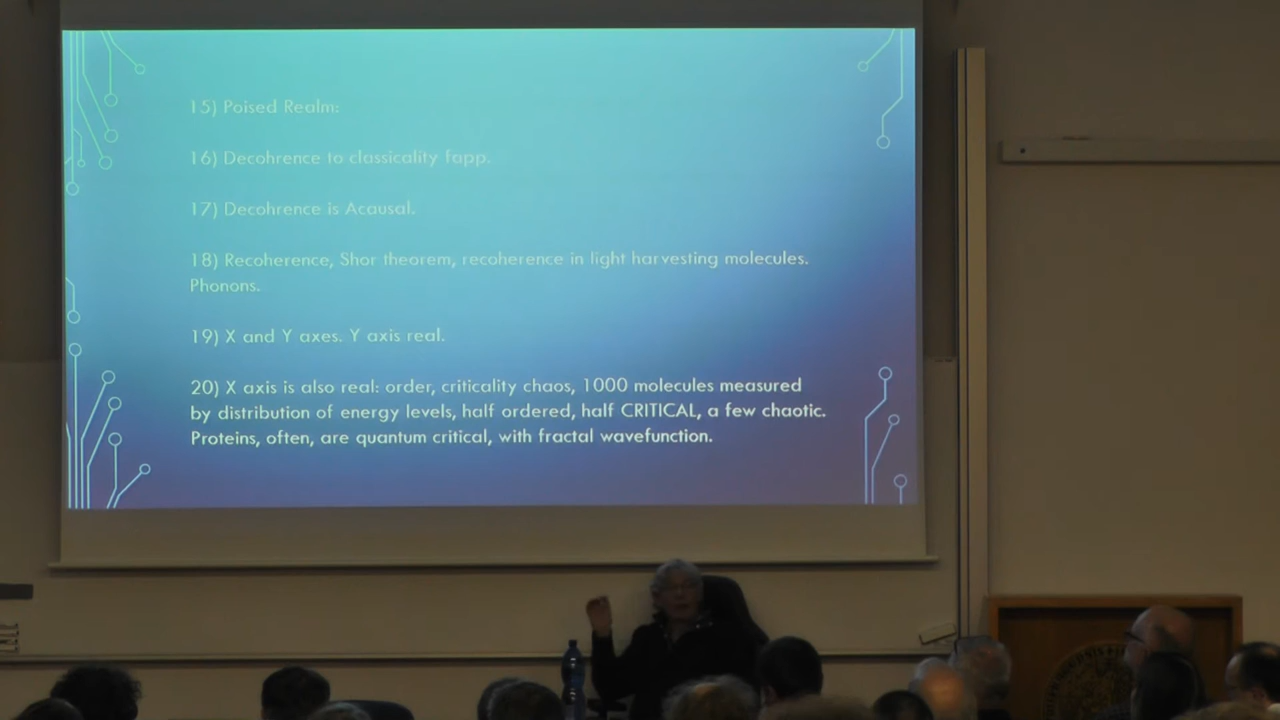 15) Poised Realm:
16) Decohrence to classicality fapp.
17) Decohrence is Acausal.
18) Recoherence, Shor theorem, recoherence in light harvesting molecules.
Phonons.
19) X and Y axes. Y axis real.
20) X axis is also real: order, criticality chaos, 1000 molecules measured
by distribution of energy levels, half ordered, half CRITICAL, a few chaotic.
Proteins, often, are quantum critical, with fractal wavefunction.